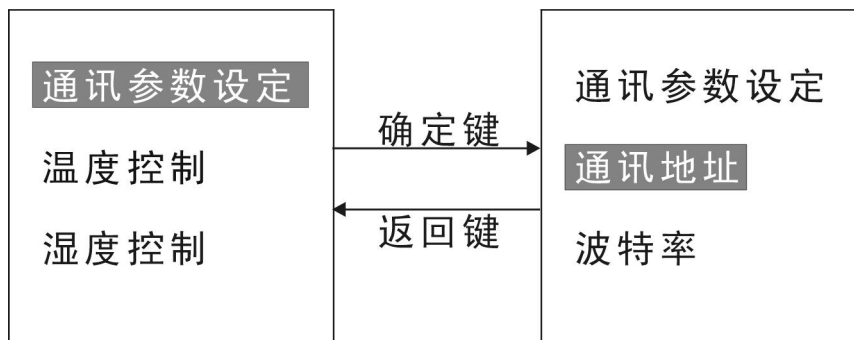 通讯参数设定
温度控制
湿度控制
确定键
返回键
通讯参数设定
通讯地址
波特率